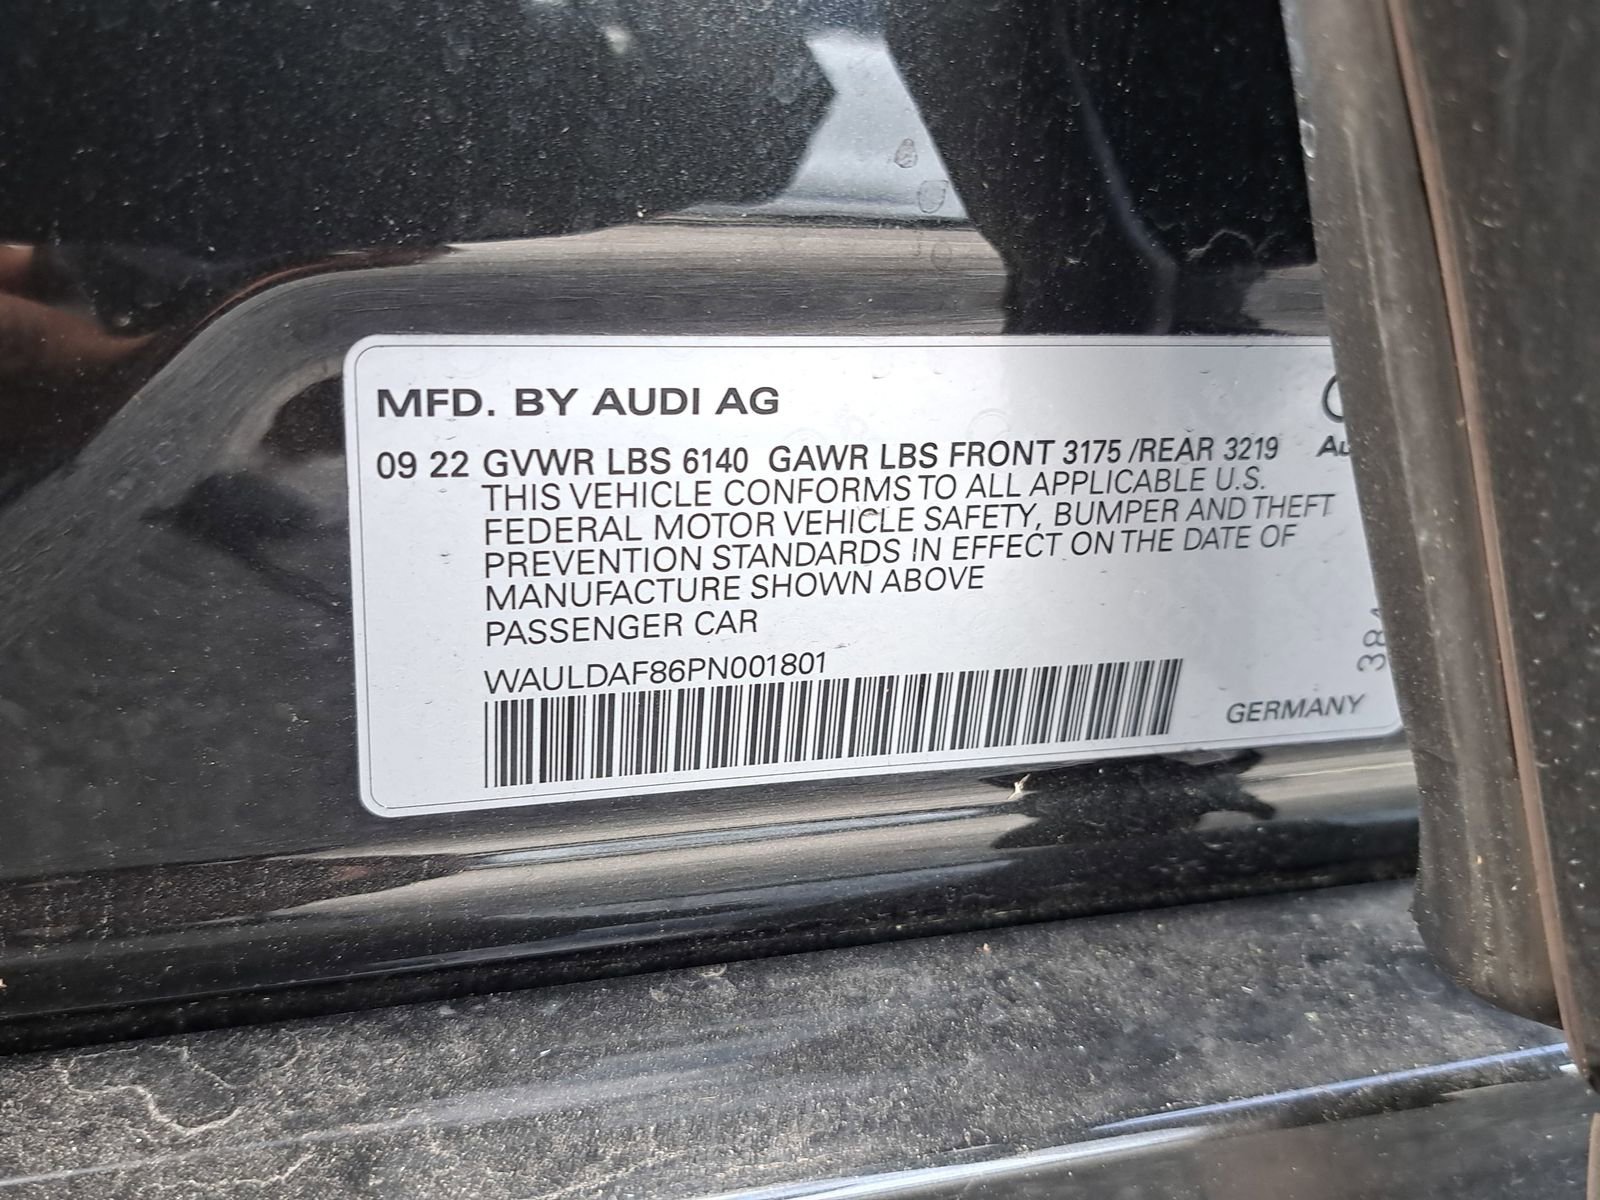 MFD. BY AUDI AG
09 22 GVWR LBS 6140 GAWR LBS FRONT 3175 /REAR 3219
THIS VEHICLE CONFORMS TO ALL APPLICABLE U.S.
FEDERAL MOTOR VEHICLE SAFETY, BUMPER AND THEFT
PREVENTION STANDARDS IN EFFECT ON THE DATE OF
MANUFACTURE SHOWN ABOVE
PASSENGER CAR
WAULDAF86PN001801
GERMANY